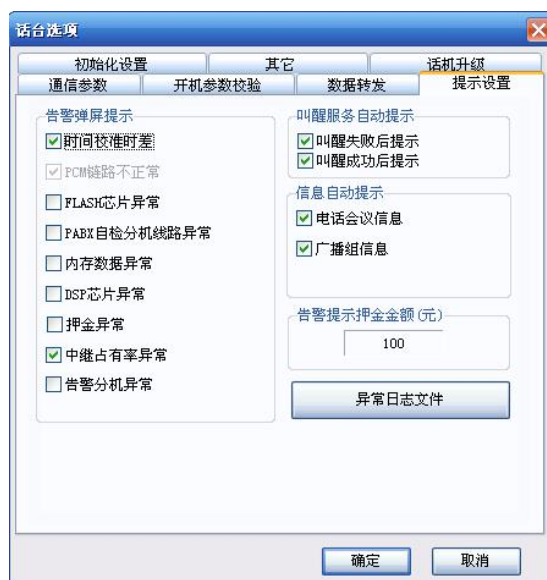 话台选项
初始化设置 其它 话机升级
通信参数 开机参数校验 数据转发 提示设置
告警弹屏提示
时间校准时差
PCM链路不正常
FLASH芯片异常
PABX自检分机线路异常
内存数据异常
DSP芯片异常
押金异常
中继占有率异常
告警分机异常
叫醒服务自动提示
叫醒失败后提示
叫醒成功后提示
信息自动提示
电话会议信息
广播组信息
告警提示押金金额(元)
100
异常日志文件
确定 取消